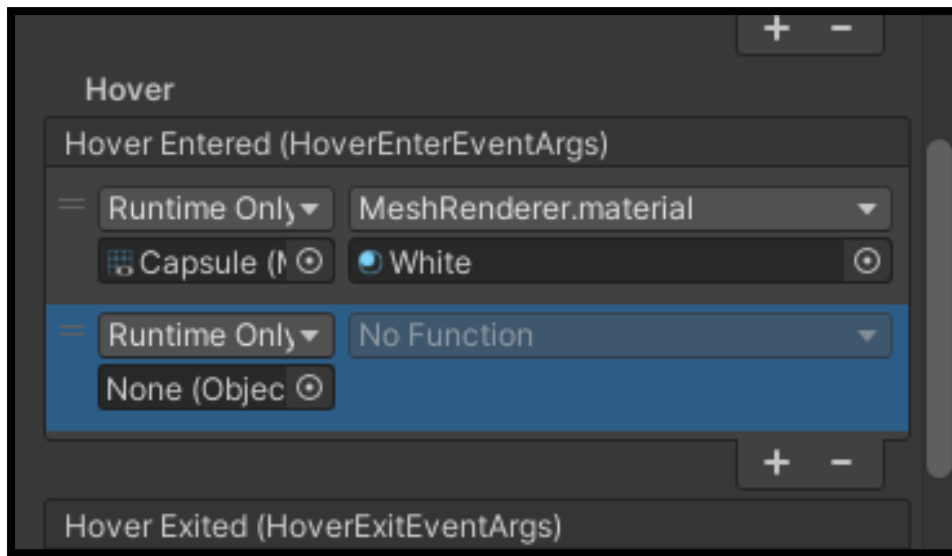 Hover
Hover Entered (HoverEnterEventArgs)
Runtime Only MeshRenderer.material
Capsule (M White
Runtime Only No Function
None (Objec
Hover Exited (HoverExitEventArgs)